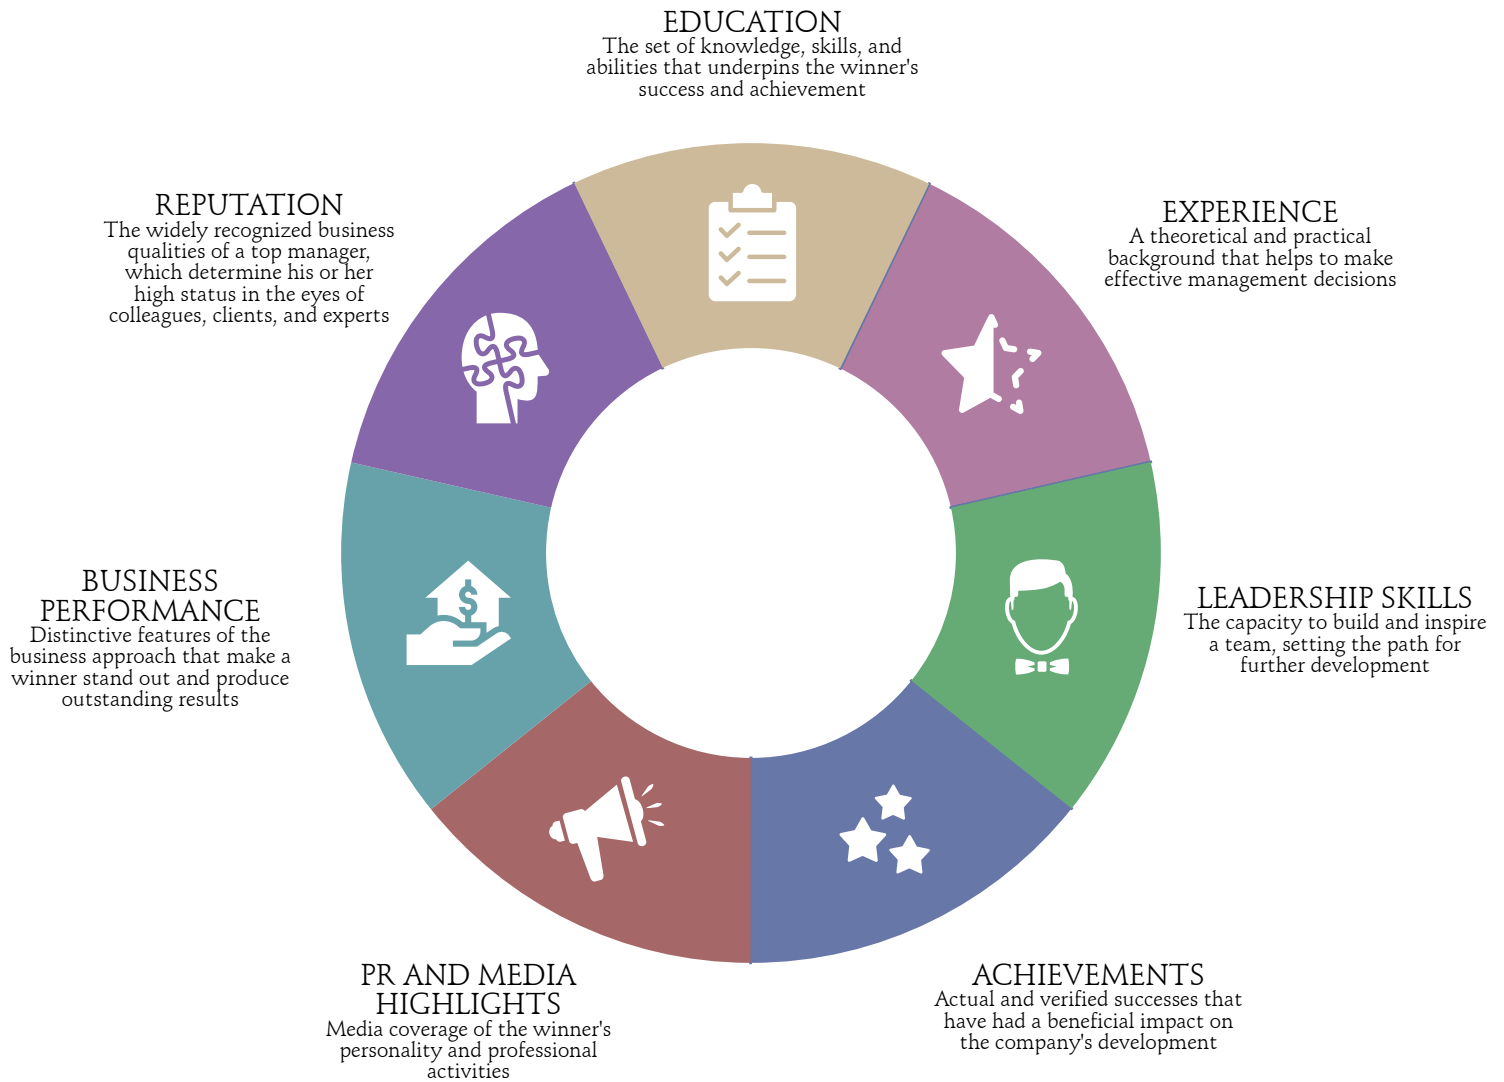 EDUCATION
The set of knowledge, skills, and
abilities that underpins the winner's
success and achievement
EXPERIENCE
A theoretical and practical
background that helps to make
effective management decisions
LEADERSHIP SKILLS
The capacity to build and inspire
a team, setting the path for
further development
ACHIEVEMENTS
Actual and verified successes that
have had a beneficial impact on
the company's development
PR AND MEDIA
HIGHLIGHTS
Media coverage of the winner's
personality and professional
activities
BUSINESS
PERFORMANCE
Distinctive features of the
business approach that make a
winner stand out and produce
outstanding results
REPUTATION
The widely recognized business
qualities of a top manager,
which determine his or her
high status in the eyes of
colleagues, clients, and experts
$